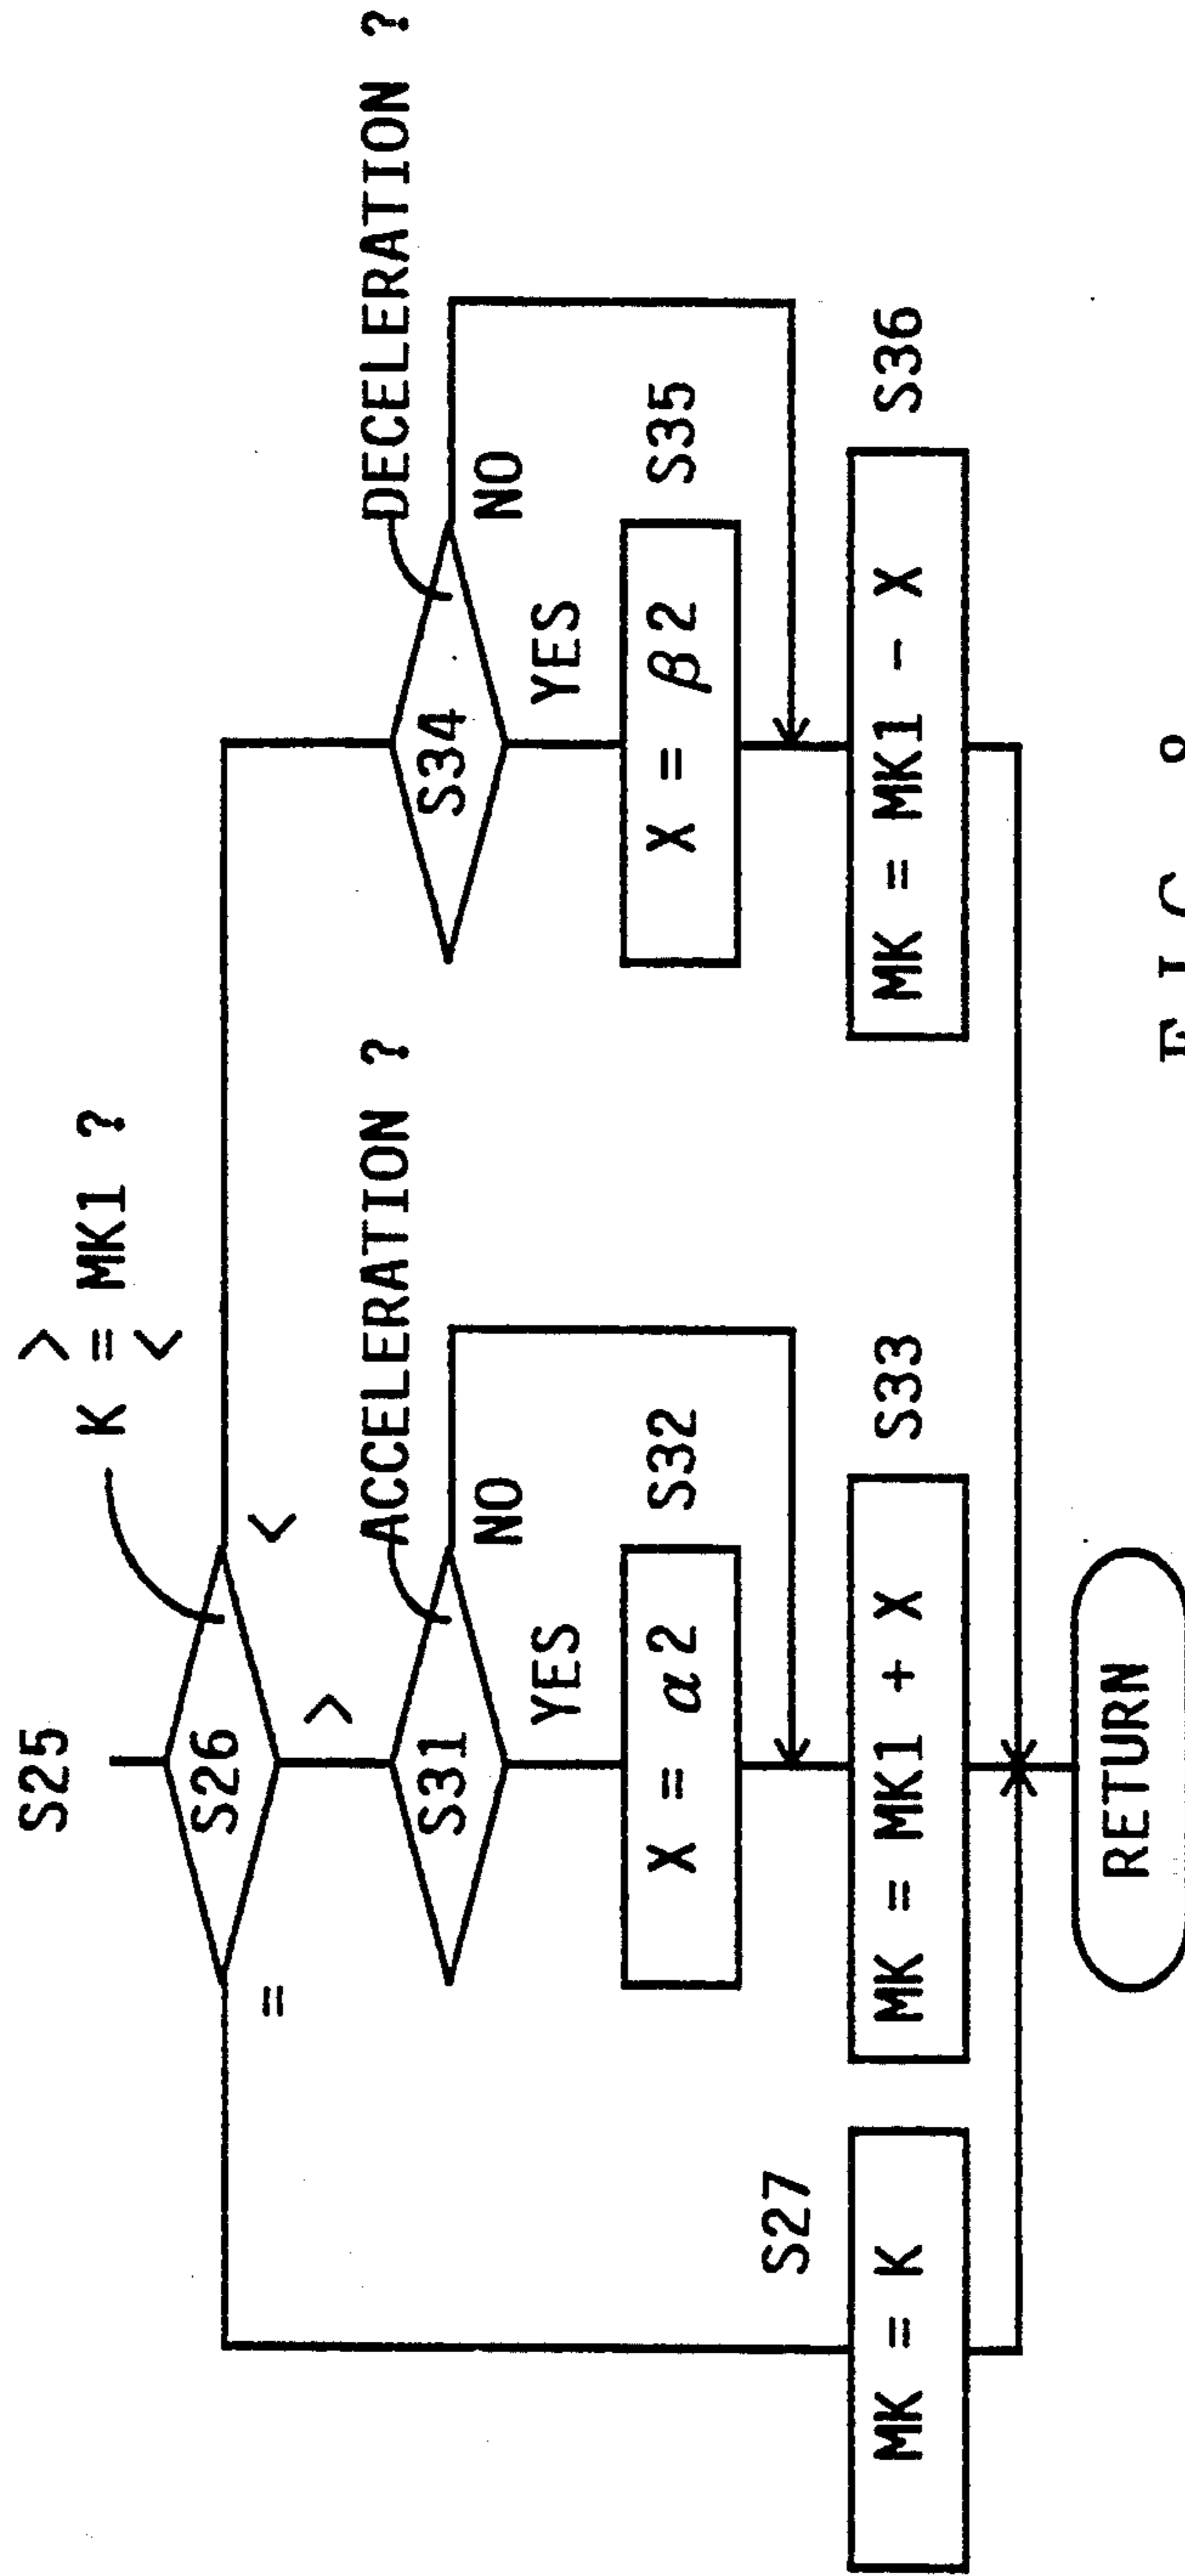 S25
>
K = MK1 ?
<
S26
=
>
<
ACCELERATION ?
DECELERATION ?
S31
NO
S34
NO
YES
YES
S32
X = α2
S35
X = β2
S27
MK = K
S33
MK = MK1 + X
S36
MK = MK1 - X
RETURN